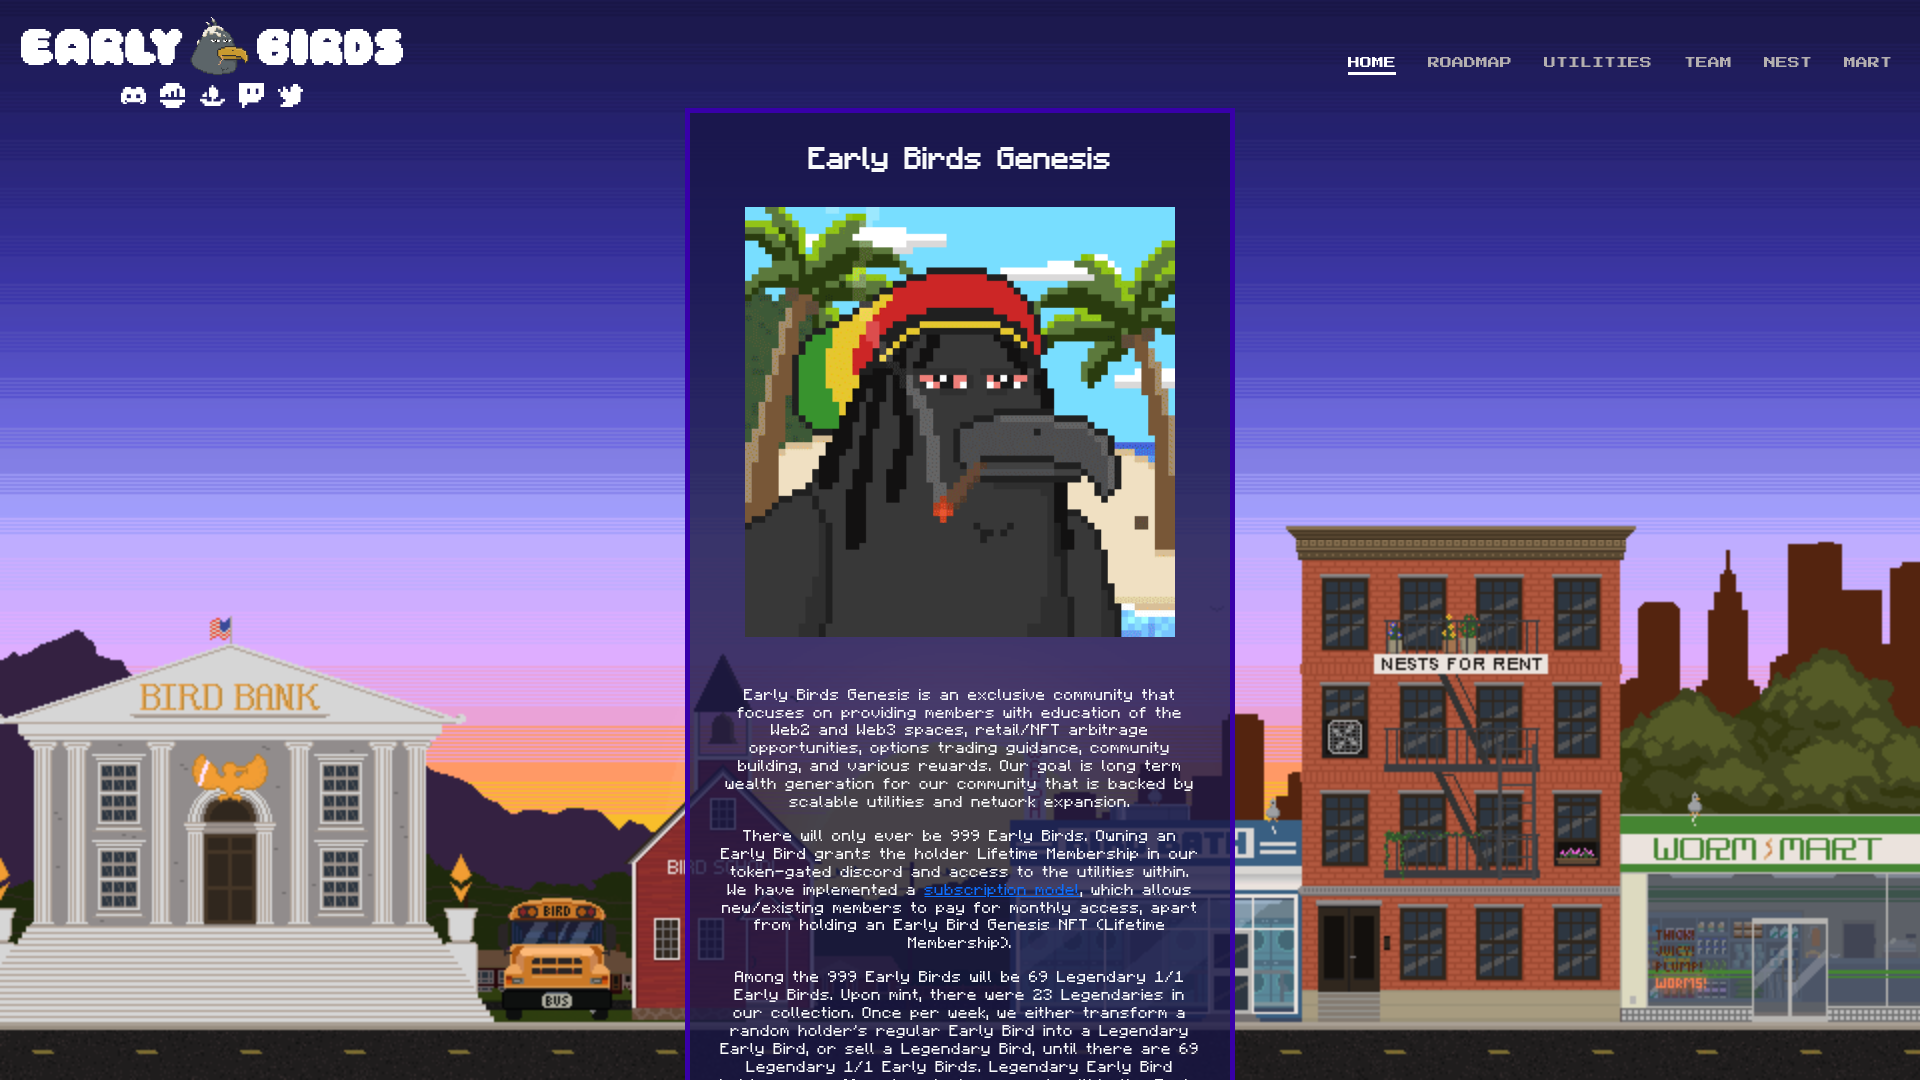 EARLY BIRDS
HOME ROADMAP UTILITIES TEAM NEST MART
Early Birds Genesis
Early Birds Genesis is an exclusive community that
focuses on providing members with education of the
Web2 and Web3 spaces, retail/NFT arbitrage
opportunities, options trading guidance, community
building, and various rewards. Our goal is long term
wealth generation for our community that is backed by
scalable utilities and network expansion.
There will only ever be 999 Early Birds. Owning an
Early Bird grants the holder Lifetime Membership in our
token-gated discord and access to the utilities within.
We have implemented a subscription model, which allows
new/existing members to pay for monthly access, apart
from holding an Early Bird Genesis NFT (Lifetime
Membership).
Among the 999 Early Birds will be 69 Legendary 1/1
Early Birds. Upon mint, there were 23 Legendaries in
our collection. Once per week, we either transform a
random holder's regular Early Bird into a Legendary
Early Bird, or sell a Legendary Bird, until there are 69
Legendary 1/1 Early Birds. Legendary Early Bird
BIRD BANK
BIRD
BUS
NESTS FOR RENT
WORM MART
THICK!
JUICY!
PLUMP!
WORMS!